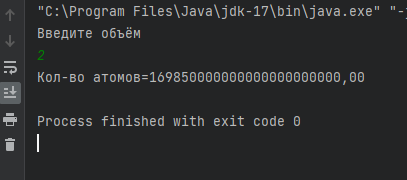 "C:\Program Files\Java\jdk-17\bin\java.exe" "-j
Введите объём
2
Кол-во атомов=169850000000000000000000,00
Process finished with exit code 0